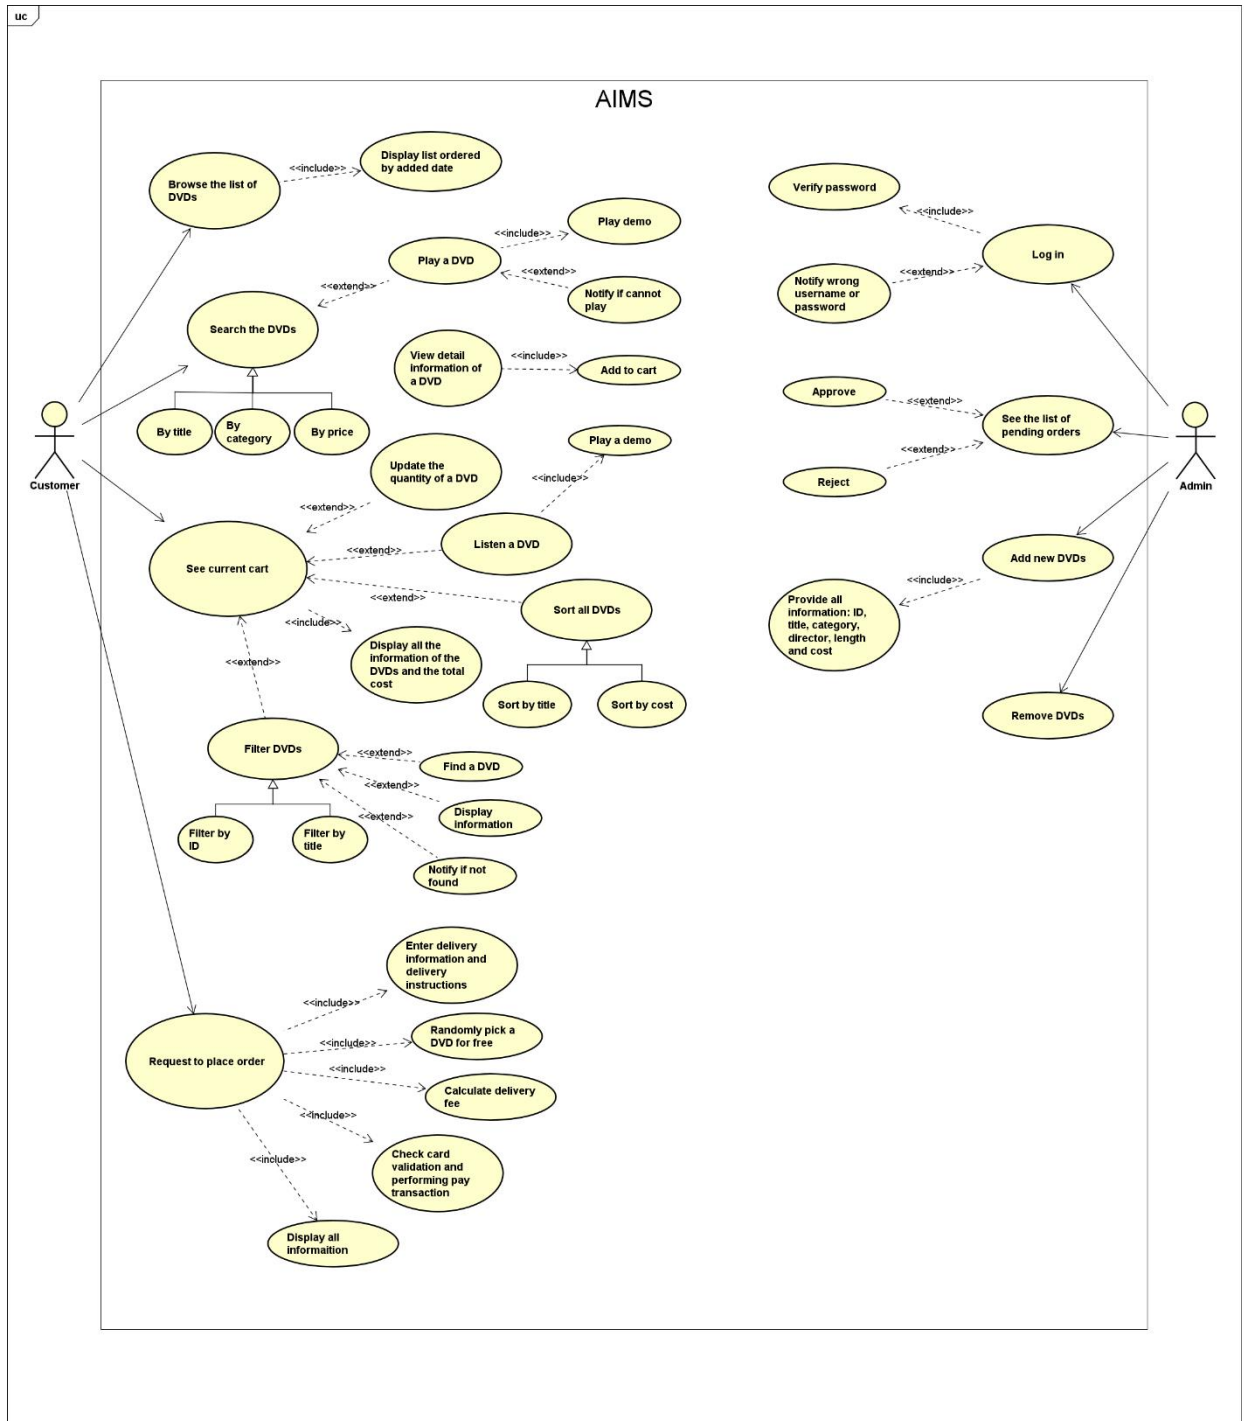 uc
AIMS
Browse the list of
DVDs
<<include>>
Display list ordered
by added date
Play a DVD
<<include>>
Play demo
<<extend>>
Notify if cannot
play
<<extend>>
Search the DVDs
By title
By
category
By price
View detail
information of
a DVD
<<include>>
Add to cart
Customer
Update the
quantity of a DVD
<<extend>>
Play a demo
<<include>>
Listen a DVD
<<extend>>
See current cart
<<extend>>
Sort all DVDs
Sort by title
Sort by cost
<<include>>
Display all the
information of the
DVDs and the total
cost
<<extend>>
Filter DVDs
Filter by
ID
Filter by
title
<<extend>>
Find a DVD
<<extend>>
Display
information
<<extend>>
Notify if not
found
Request to place order
<<include>>
Enter delivery
information and
delivery
instructions
<<include>>
Randomly pick a
DVD for free
<<include>>
Calculate delivery
fee
<<include>>
Check card
validation and
performing pay
transaction
<<include>>
Display all
informaition
Verify password
<<include>>
Log in
Notify wrong
username or
password
<<extend>>
Approve
<<extend>>
See the list of
pending orders
Reject
<<extend>>
Admin
Add new DVDs
<<include>>
Provide all
information: ID,
title, category,
director, length
and cost
Remove DVDs